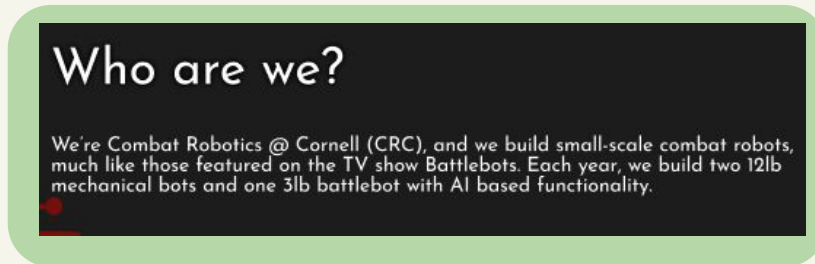 Who are we?
We're Combat Robotics @ Cornell (CRC), and we build small-scale combat robots,
much like those featured on the TV show Battlebots. Each year, we build two 12lb
mechanical bots and one 3lb battlebot with AI based functionality.